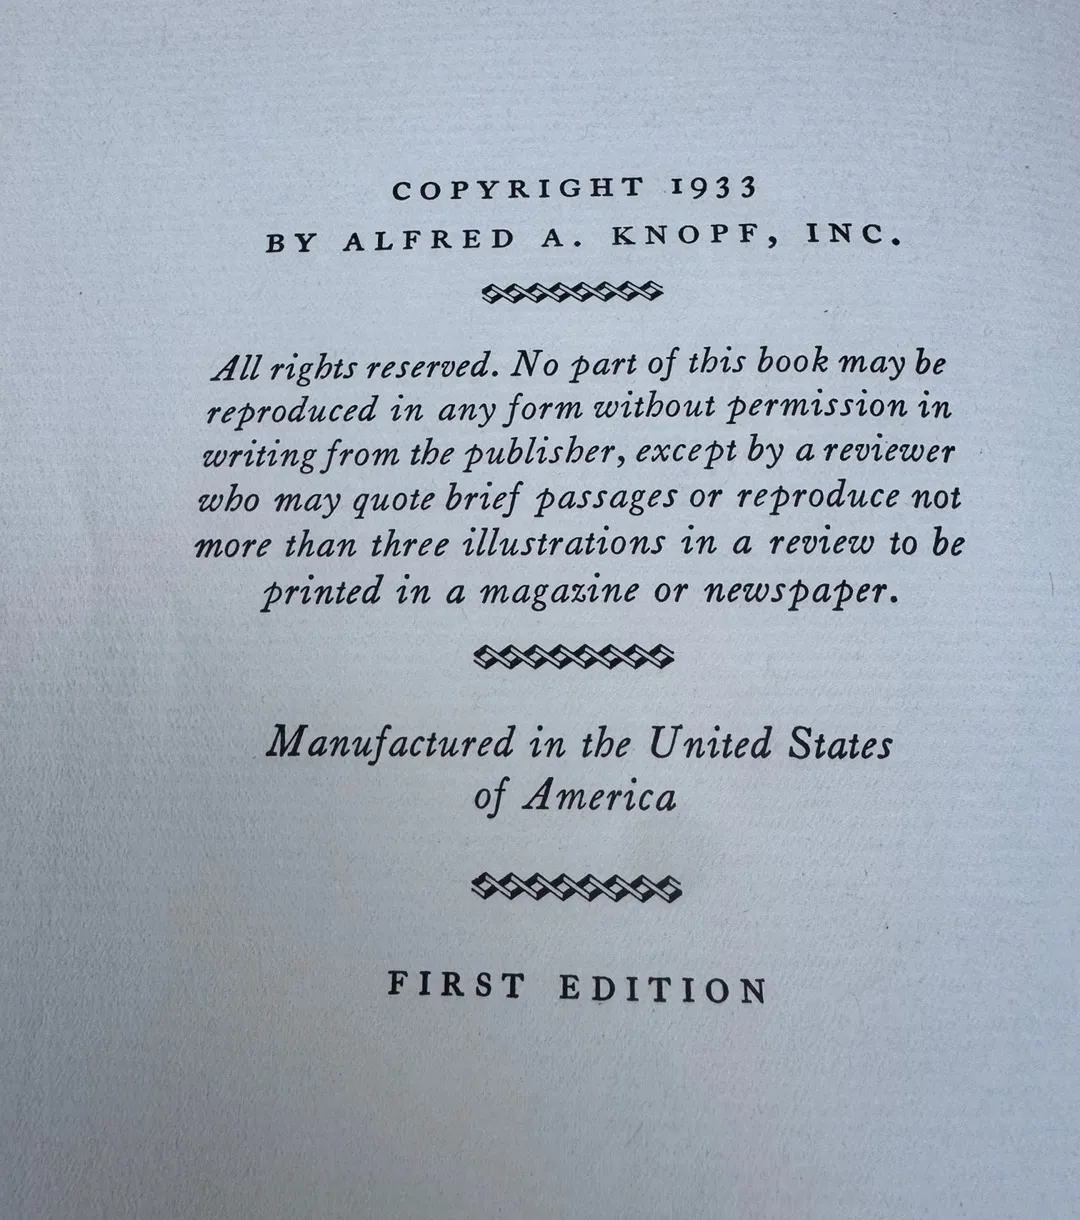 COPYRIGHT 1933
BY ALFRED A. KNOPF, INC.
All rights reserved. No part of this book may be
reproduced in any form without permission in
writing from the publisher, except by a reviewer
who may quote brief passages or reproduce not
more than three illustrations in a review to be
printed in a magazine or newspaper.
Manufactured in the United States
of America
FIRST EDITION